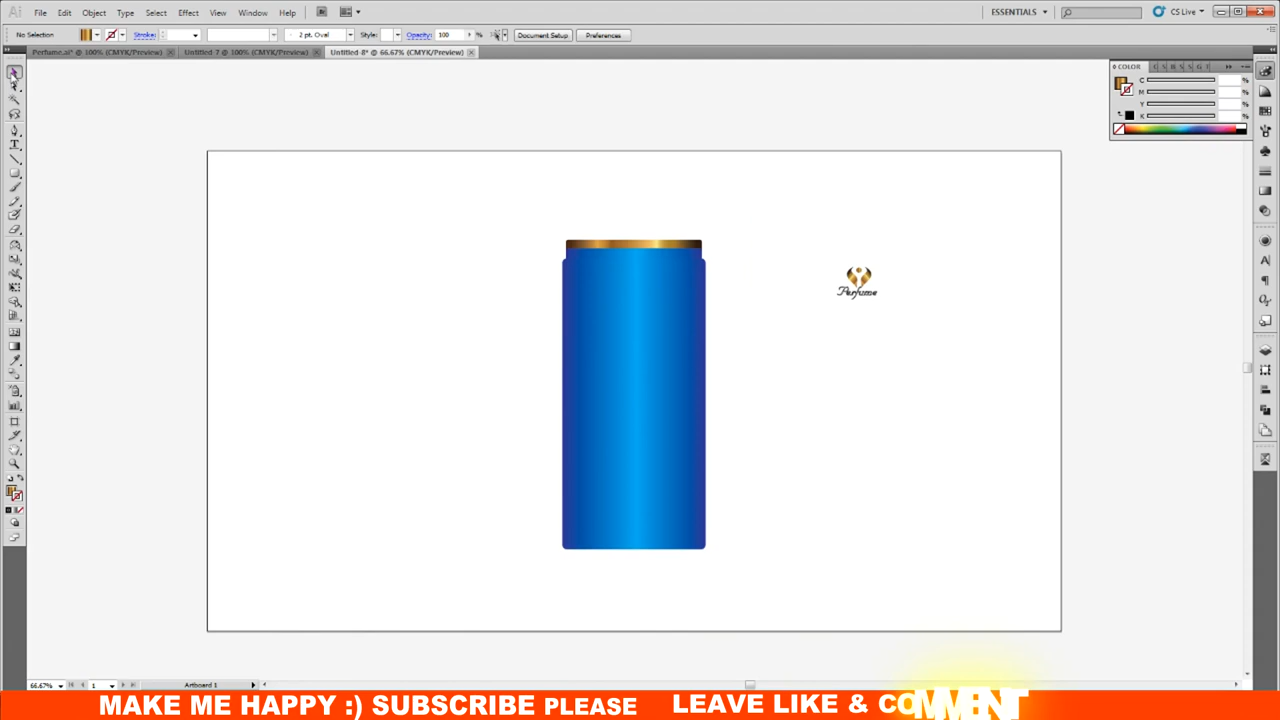 Ai File Edit Object Type Select Effect View Window Help Br ESSENTIALS CS Live
No Selection Stroke: 2 pt. Oval Style: Opacity: 100 % Document Setup Preferences
Perfume.ai* @ 100% (CMYK/Preview) Untitled-7 @ 100% (CMYK/Preview) Untitled-8* @ 66.67% (CMYK/Preview)
COLOR
C %
M %
Y %
K %
Perfume
66.67% 1 Artboard 1
MAKE ME HAPPY :) SUBSCRIBE PLEASE LEAVE LIKE & COMMENT